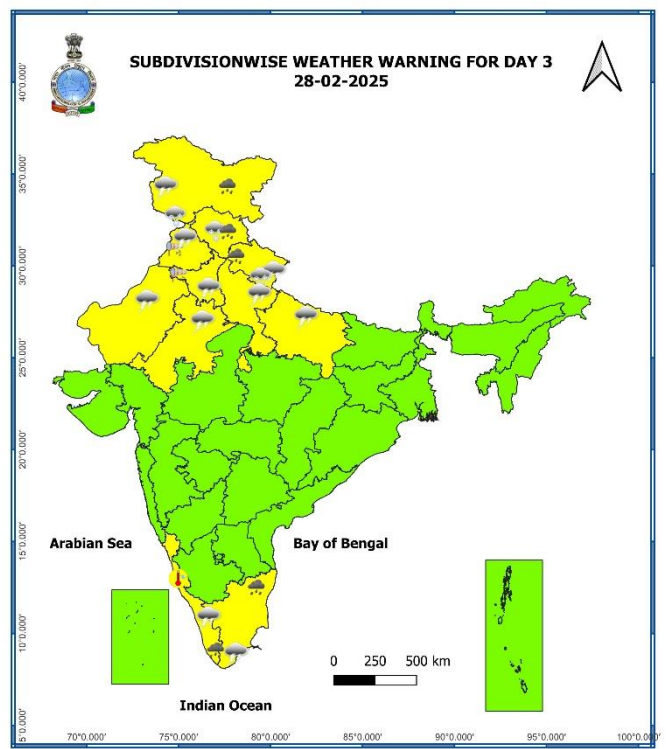 SUBDIVISIONWISE WEATHER WARNING FOR DAY 3
28-02-2025
40°0.000'
35°0.000'
30°0.000'
25°0.000'
20°0.000'
15°0.000'
10°0.000'
5°0.000'
Arabian Sea
Bay of Bengal
0 250 500 km
Indian Ocean
70°0.000' 75°0.000' 80°0.000' 85°0.000' 90°0.000' 95°0.000' 100°0.000'